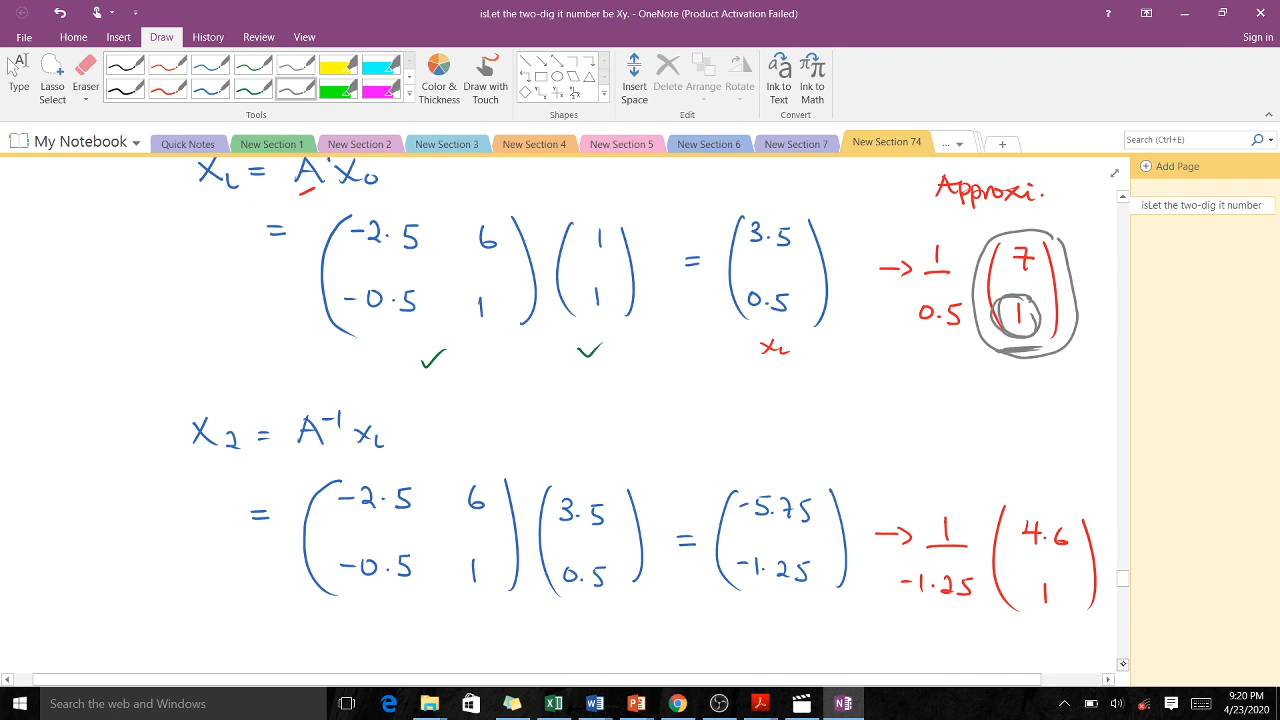 isLet the two-dig it number be Xy. - OneNote (Product Activation Failed)
File Home Insert Draw History Review View Sign in
Type Lasso Select Eraser Color & Thickness Draw with Touch Insert Space Delete Arrange Rotate Ink to Text Ink to Math
Tools Shapes Edit Convert
My Notebook Quick Notes New Section 1 New Section 2 New Section 3 New Section 4 New Section 5 New Section 6 New Section 7 New Section 74 ... Search (Ctrl+E)
Add Page
isLet the two-dig it number
X₁ = A⁻¹X₀
Approxi.
= (-2.5 6 -0.5 1) (1 1) = (3.5 0.5) → 1/0.5 (7 1)
x₁
X₂ = A⁻¹ x₁
= (-2.5 6 -0.5 1) (3.5 0.5) = (-5.75 -1.25) → 1/-1.25 (4.6 1)
Search the web and Windows
9:20 PM
4/23/2020